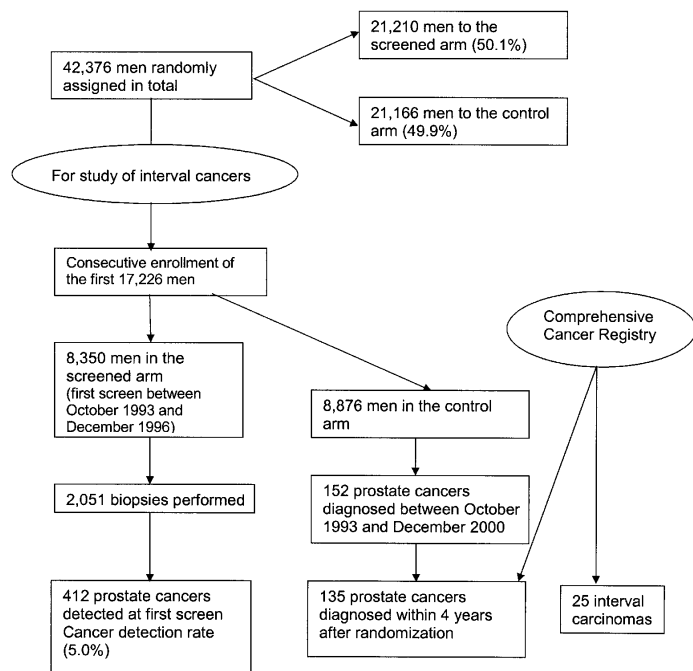 21,210 men to the
screened arm (50.1%)
42,376 men randomly
assigned in total
21,166 men to the control
arm (49.9%)
For study of interval cancers
Consecutive enrollment of
the first 17,226 men
Comprehensive
Cancer Registry
8,350 men in the
screened arm
(first screen between
October 1993 and
December 1996)
8,876 men in the control
arm
2,051 biopsies performed
152 prostate cancers
diagnosed between October
1993 and December 2000
412 prostate cancers
detected at first screen
Cancer detection rate
(5.0%)
135 prostate cancers
diagnosed within 4 years
after randomization
25 interval
carcinomas